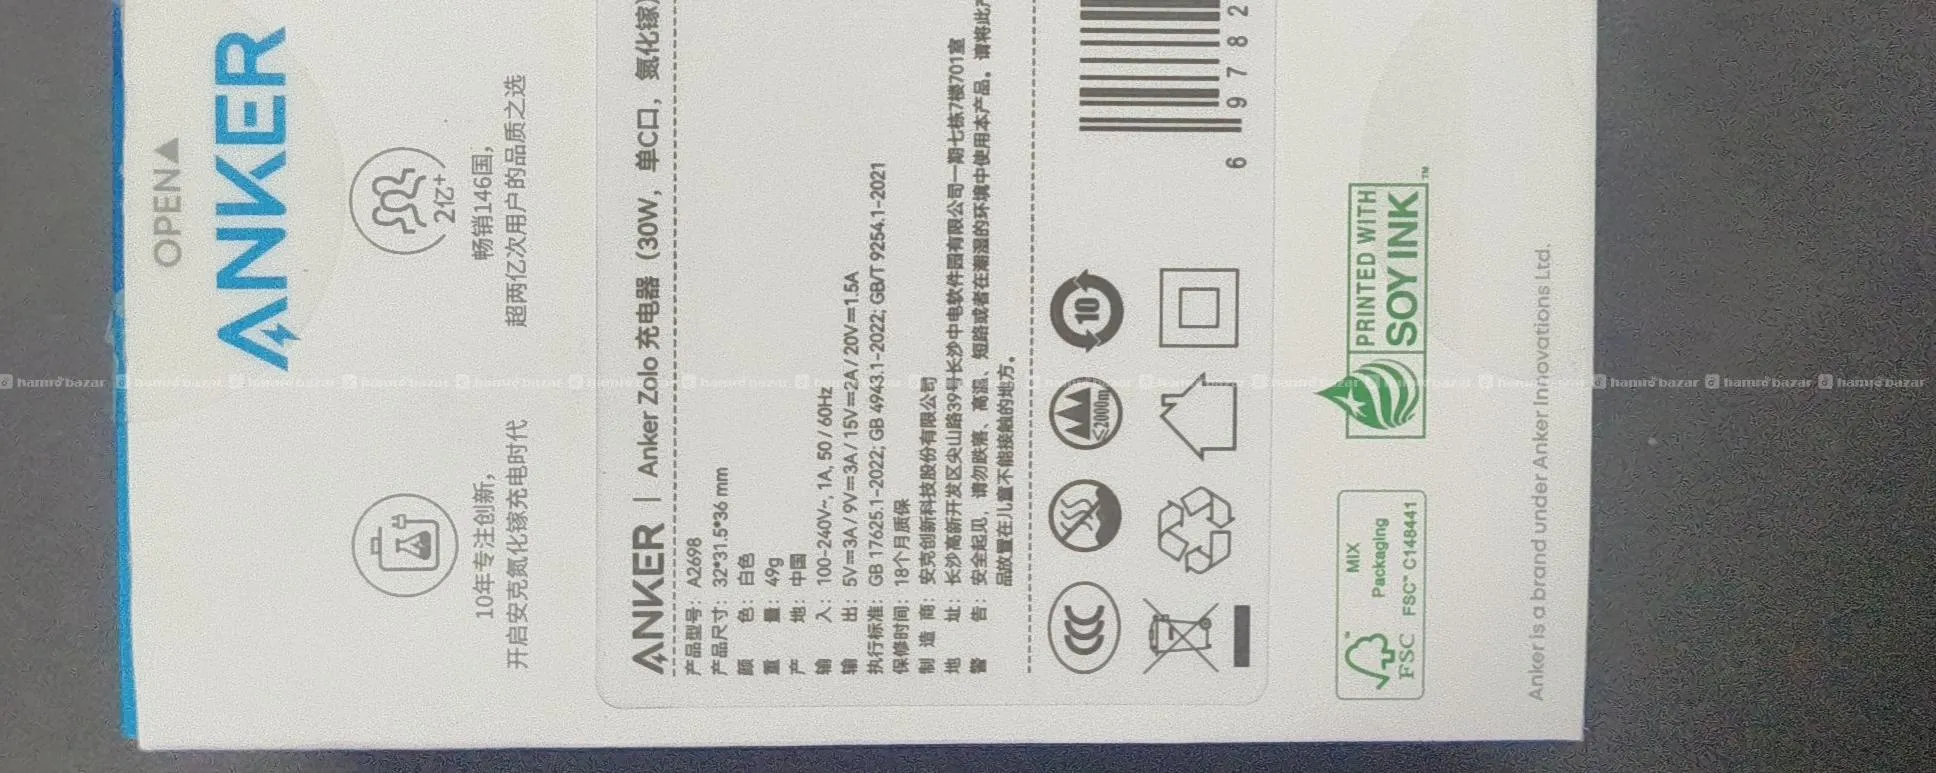 OPEN▲
ANKER
2亿+
10年专注创新，
开启安克氮化镓充电时代
畅销146国，
超两亿次用户的品质之选
ANKER | Anker Zolo 充电器（30W，单C口，氮化镓）
产品型号：A2698
产品尺寸：32*31.5*36 mm
颜 色：白色
重 量：49g
产 地：中国
输 入：100-240V~, 1A, 50 / 60Hz
输 出：5V⎓3A / 9V⎓3A / 15V⎓2A / 20V⎓1.5A
执行标准：GB 17625.1-2022; GB 4943.1-2022; GB/T 9254.1-2021
保修时间：18个月质保
制 造 商：安克创新科技股份有限公司
地 址：长沙高新开发区尖山路39号长沙中电软件园有限公司一期七栋7楼701室
警 告：安全起见，请勿跌落、高温、短路或者在潮湿的环境中使用本产品。请将此产
品放置在儿童不能接触的地方。
CCC
≤2000m
10
6 9782
FSC™
MIX
Packaging
FSC™ C148441
PRINTED WITH
SOY INK™
Anker is a brand under Anker Innovations Ltd.
hamro bazar